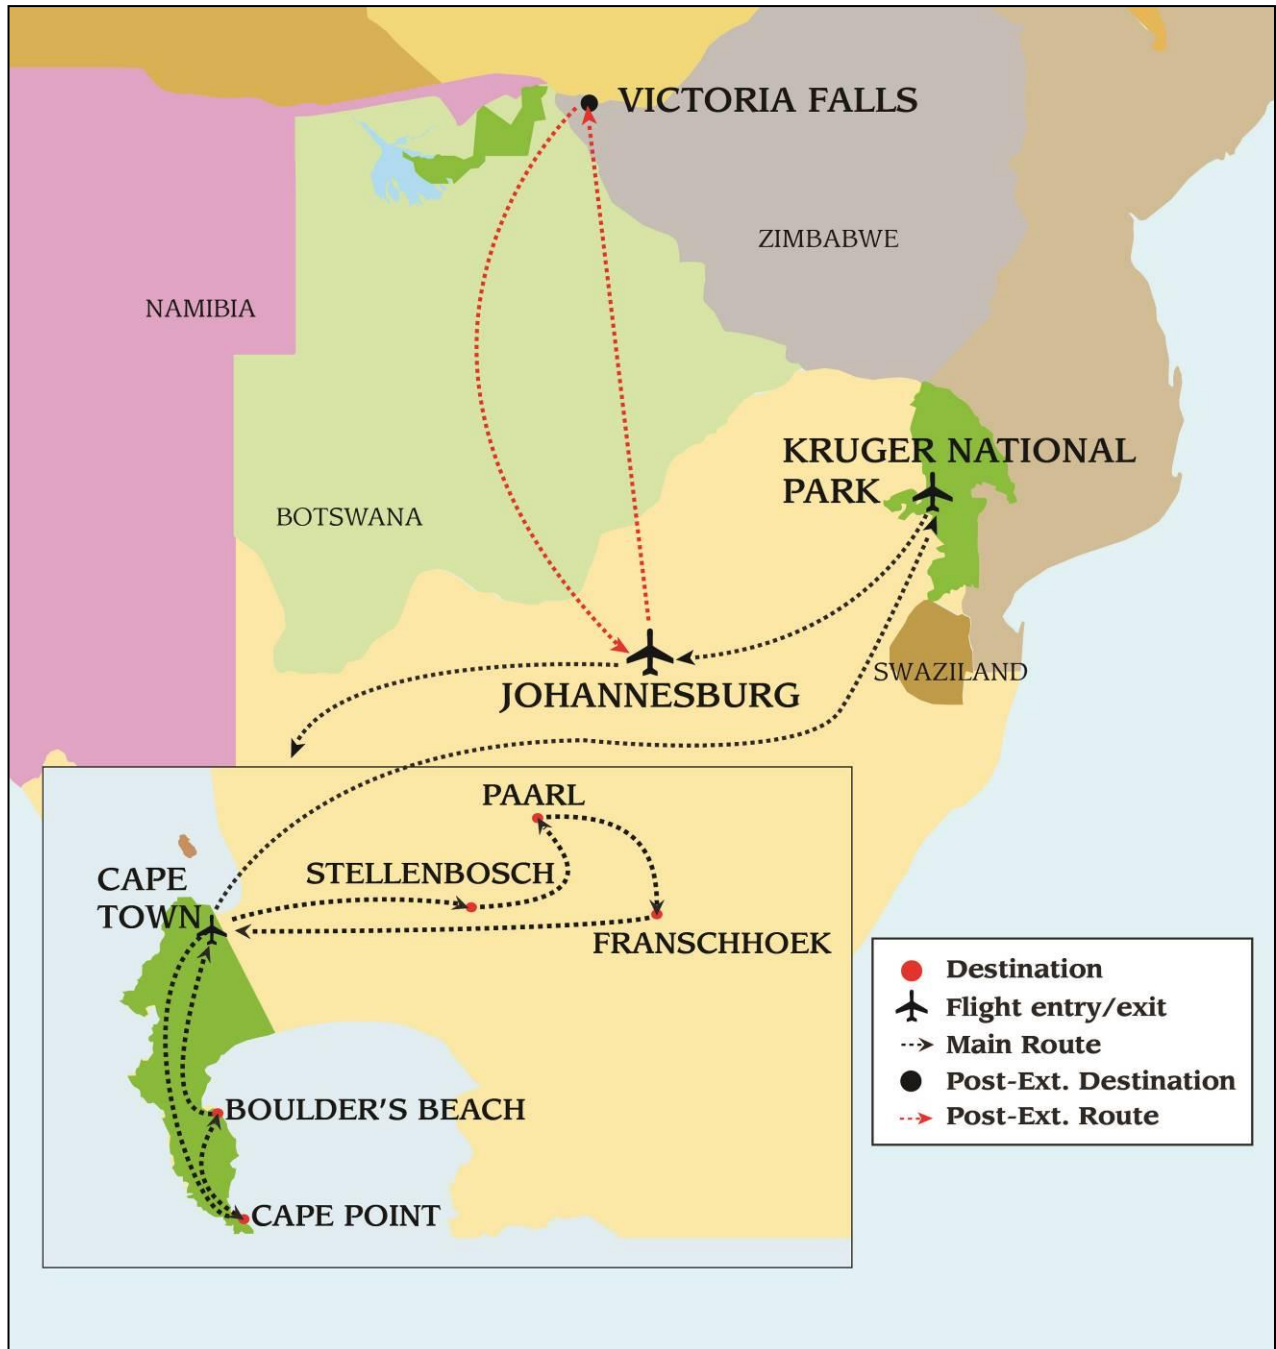 VICTORIA FALLS
ZIMBABWE
NAMIBIA
KRUGER NATIONAL
PARK
BOTSWANA
SWAZILAND
JOHANNESBURG
PAARL
STELLENBOSCH
CAPE
TOWN
FRANSCHHOEK
BOULDER'S BEACH
CAPE POINT
Destination
Flight entry/exit
Main Route
Post-Ext. Destination
Post-Ext. Route